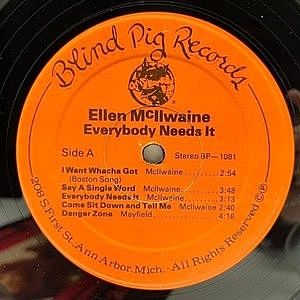 Blind Pig Records
Ellen McIlwaine
Everybody Needs It
Side A
Stereo BP—1081
I Want Whacha Got McIlwaine ........ 2:54
(Boston Song)
Say A Single Word McIlwaine ........ 3:48
Everybody Needs It McIlwaine ........ 3:13
Come Sit Down and Tell Me McIlwaine 2:40
Danger Zone Mayfield ........ 4:18
208 S. First St., Ann Arbor, Mich. - All Rights Reserved ©℗